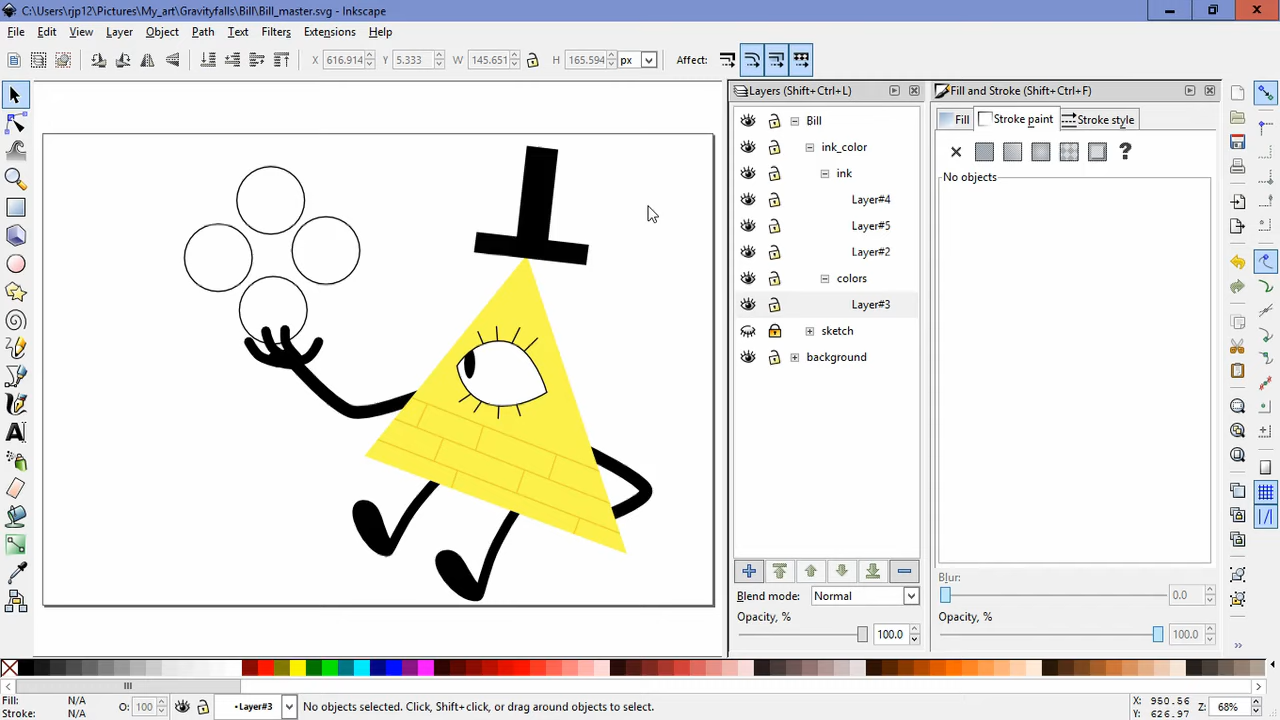 C:\Users\rjp12\Pictures\My_art\Gravityfalls\Bill\Bill_master.svg - Inkscape
File Edit View Layer Object Path Text Filters Extensions Help
X 616.914 Y 5.333 W 145.651 H 165.594 px Affect:
Layers (Shift+Ctrl+L)
Bill
ink_color
ink
Layer#4
Layer#5
Layer#2
colors
Layer#3
sketch
background
Blend mode: Normal
Opacity, %
100.0
Fill and Stroke (Shift+Ctrl+F)
Fill Stroke paint Stroke style
?
No objects
Blur:
0.0
Opacity, %
100.0
Fill: N/A
Stroke: N/A
O: 100
•Layer#3
No objects selected. Click, Shift+click, or drag around objects to select.
X: 950.56
Y: 626.97
Z: 68%